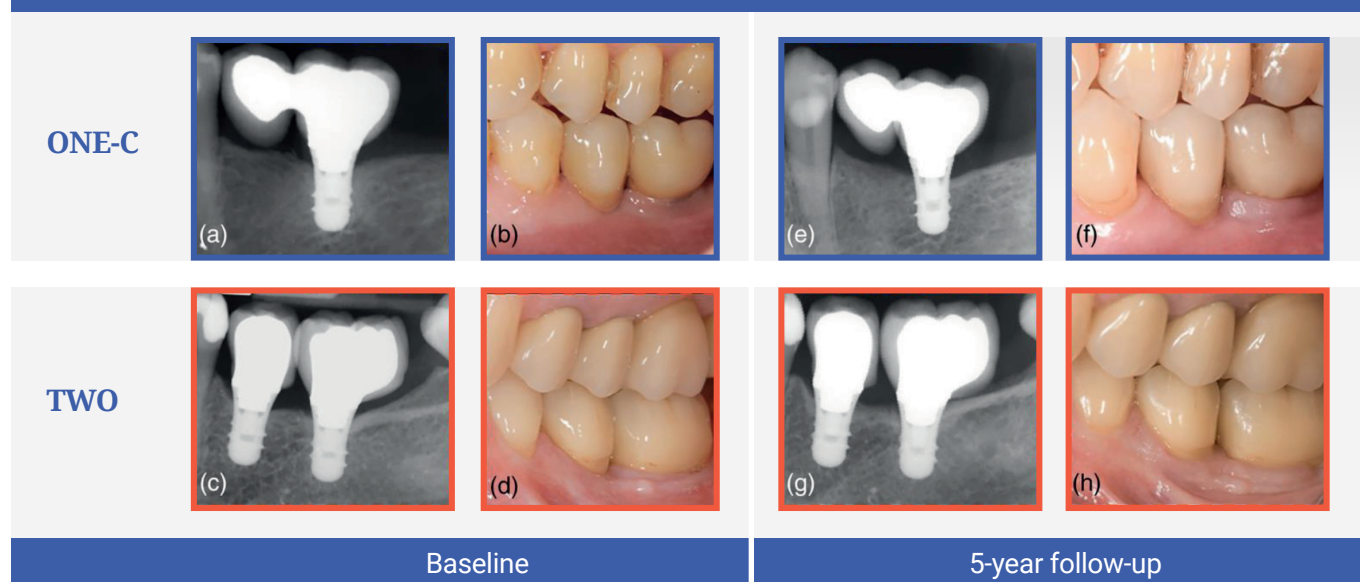 ONE-C
(a)
(b)
(e)
(f)
TWO
(c)
(d)
(g)
(h)
Baseline
5-year follow-up